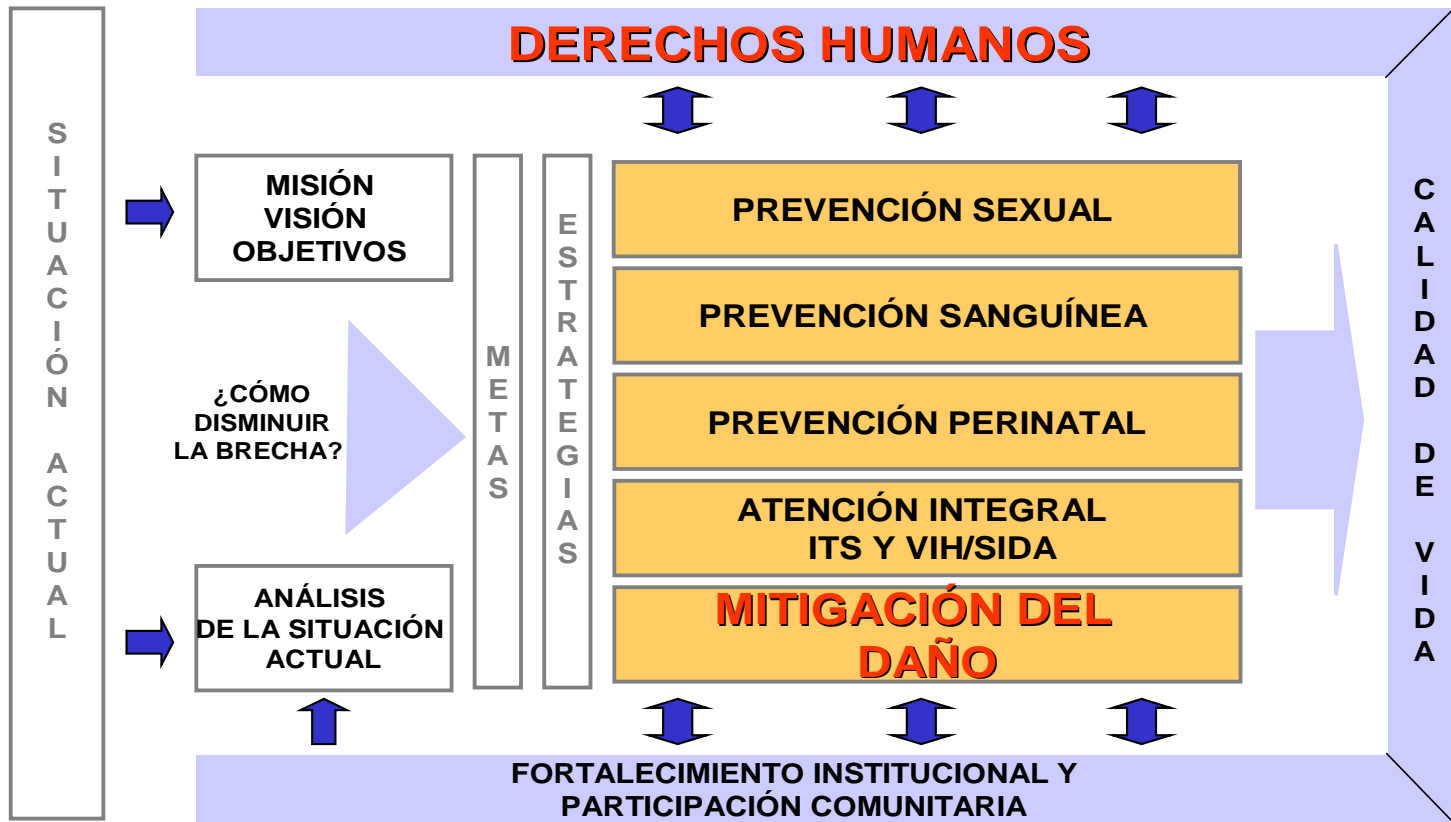 DERECHOS HUMANOS
SITUACIÓN ACTUAL
MISIÓN
VISIÓN
OBJETIVOS
¿CÓMO
DISMINUIR
LA BRECHA?
ANÁLISIS
DE LA SITUACIÓN
ACTUAL
METAS
ESTRATEGIAS
PREVENCIÓN SEXUAL
PREVENCIÓN SANGUÍNEA
PREVENCIÓN PERINATAL
ATENCIÓN INTEGRAL
ITS Y VIH/SIDA
MITIGACIÓN DEL
DAÑO
CALIDAD DE VIDA
FORTALECIMIENTO INSTITUCIONAL Y
PARTICIPACIÓN COMUNITARIA